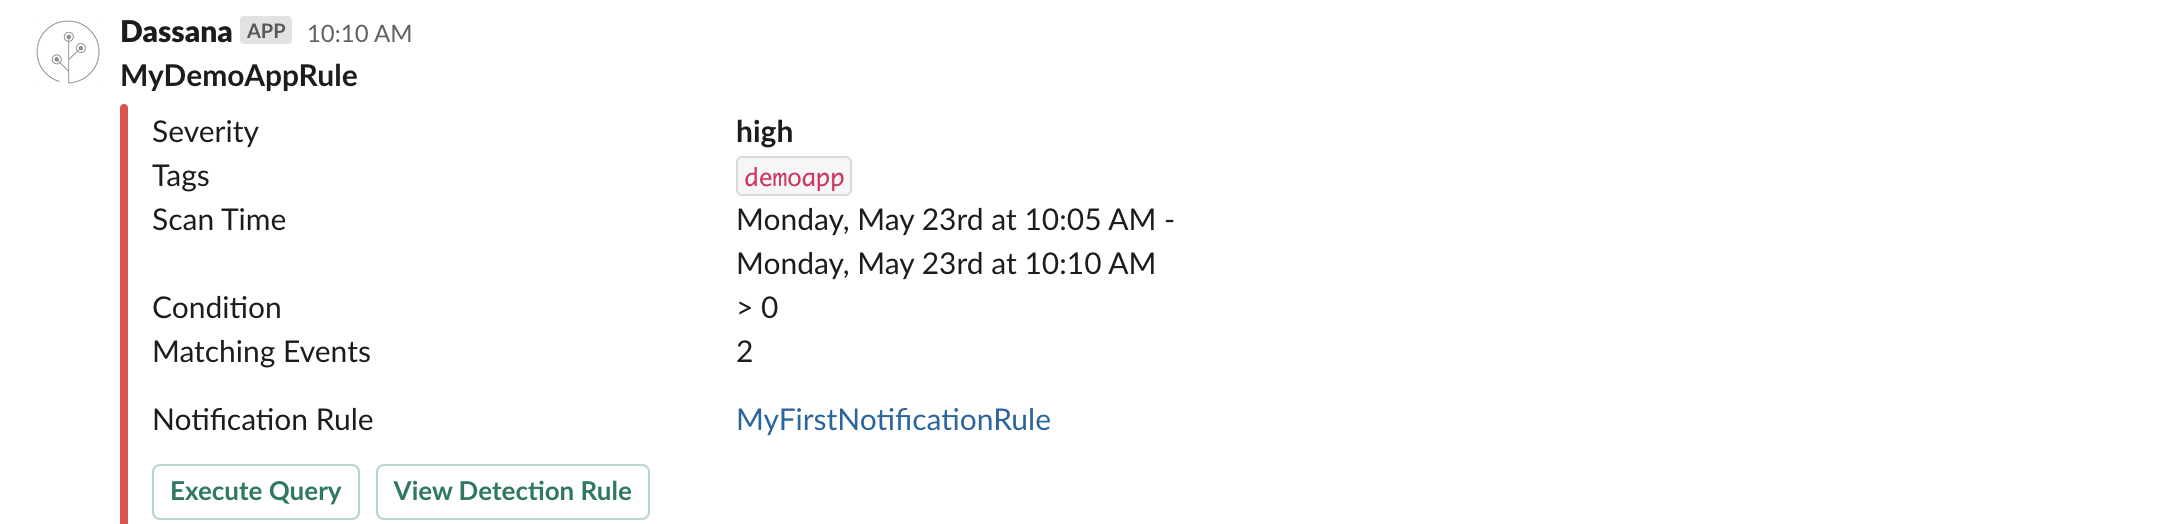 Dassana APP 10:10 AM
MyDemoAppRule
Severity high
Tags demoapp
Scan Time Monday, May 23rd at 10:05 AM -
Monday, May 23rd at 10:10 AM
Condition > 0
Matching Events 2
Notification Rule MyFirstNotificationRule
Execute Query View Detection Rule